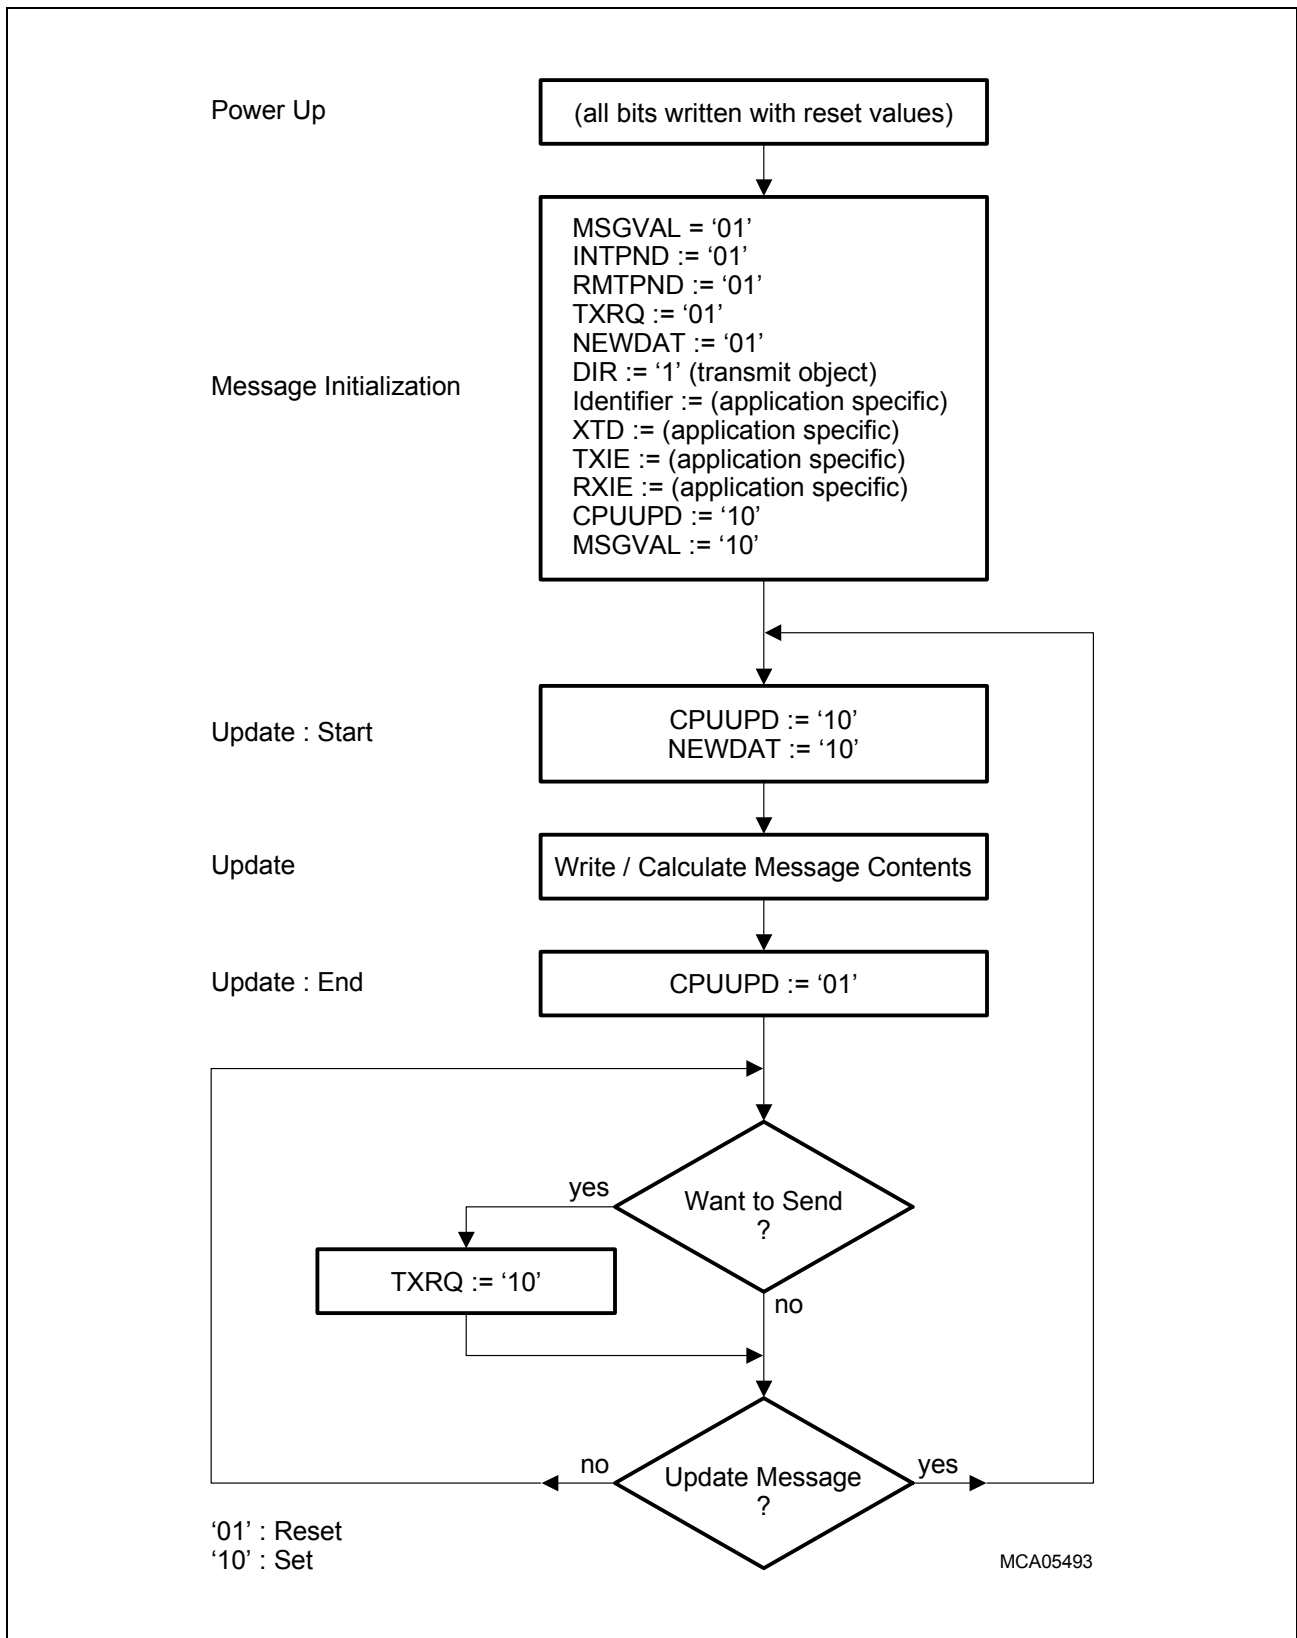 Power Up
(all bits written with reset values)
Message Initialization
MSGVAL = ‘01’
INTPND := ‘01’
RMTPND := ‘01’
TXRQ := ‘01’
NEWDAT := ‘01’
DIR := ‘1’ (transmit object)
Identifier := (application specific)
XTD := (application specific)
TXIE := (application specific)
RXIE := (application specific)
CPUUPD := ‘10’
MSGVAL := ‘10’
Update : Start
CPUUPD := ‘10’
NEWDAT := ‘10’
Update
Write / Calculate Message Contents
Update : End
CPUUPD := ‘01’
yes
Want to Send
?
TXRQ := ‘10’
no
no
Update Message
?
yes
‘01’ : Reset
‘10’ : Set
MCA05493